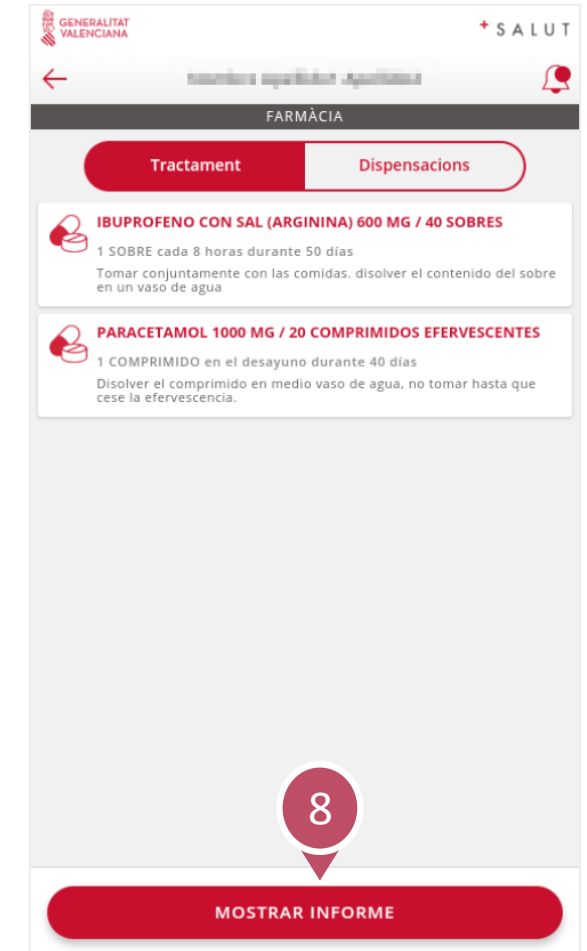 GENERALITAT
VALENCIANA
+ S A L U T
FARMÀCIA
Tractament
Dispensacions
IBUPROFENO CON SAL (ARGININA) 600 MG / 40 SOBRES
1 SOBRE cada 8 horas durante 50 días
Tomar conjuntamente con las comidas. disolver el contenido del sobre
en un vaso de agua
PARACETAMOL 1000 MG / 20 COMPRIMIDOS EFERVESCENTES
1 COMPRIMIDO en el desayuno durante 40 días
Disolver el comprimido en medio vaso de agua, no tomar hasta que
cese la efervescencia.
8
MOSTRAR INFORME